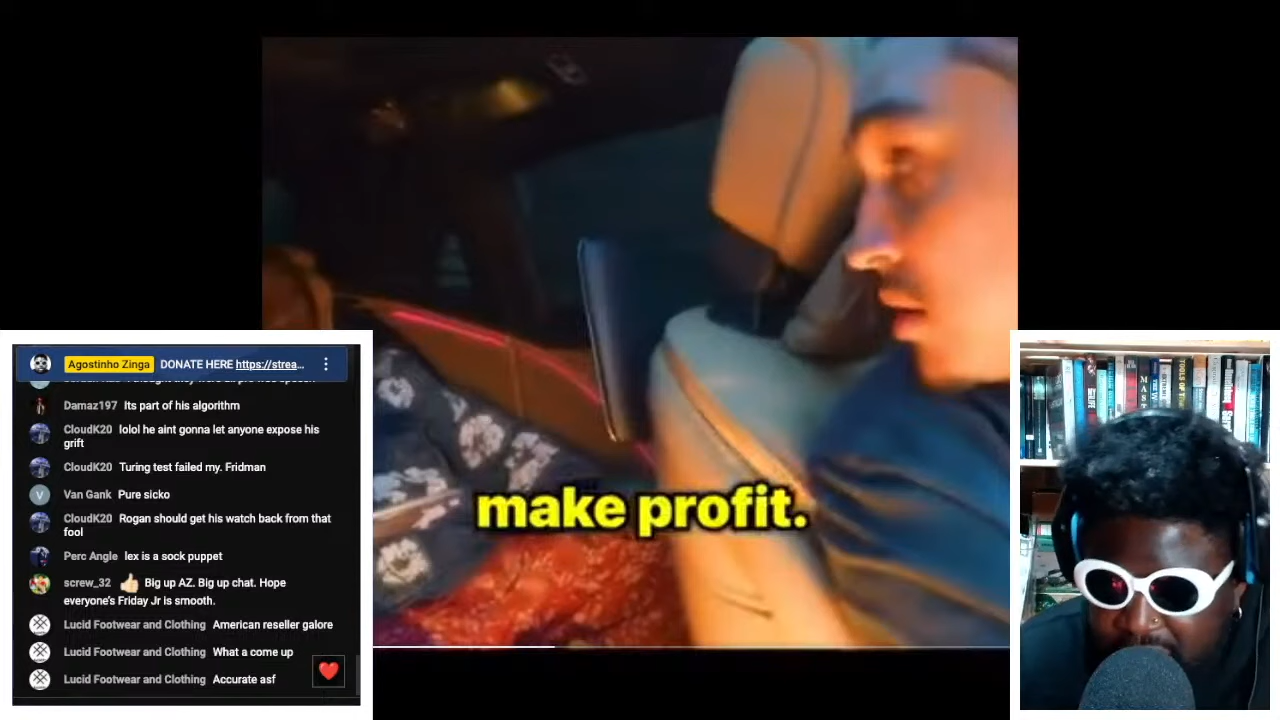 Agostinho Zinga DONATE HERE https://strea...
Damaz197 Its part of his algorithm
CloudK20 lolol he aint gonna let anyone expose his
grift
CloudK20 Turing test failed my. Fridman
V Van Gank Pure sicko
CloudK20 Rogan should get his watch back from that
fool
Perc Angle lex is a sock puppet
screw_32 👍 Big up AZ. Big up chat. Hope
everyone's Friday Jr is smooth.
Lucid Footwear and Clothing American reseller galore
Lucid Footwear and Clothing What a come up
Lucid Footwear and Clothing Accurate asf
make profit.